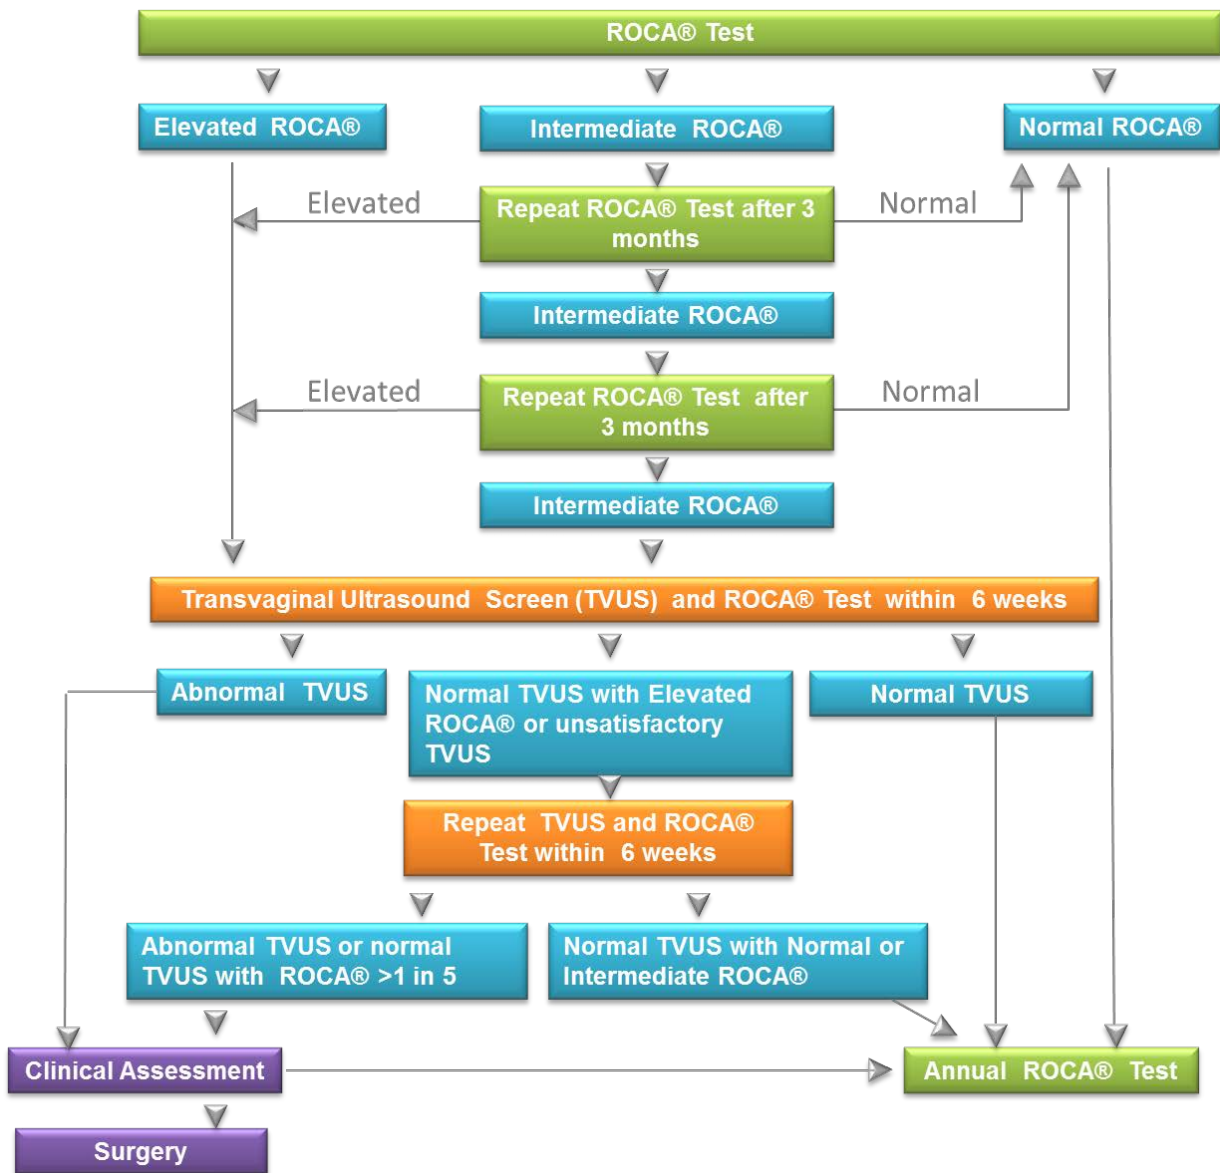 ROCA® Test
Elevated ROCA®
Intermediate ROCA®
Normal ROCA®
Elevated
Repeat ROCA® Test after 3
months
Normal
Intermediate ROCA®
Elevated
Repeat ROCA® Test after
3 months
Normal
Intermediate ROCA®
Transvaginal Ultrasound Screen (TVUS) and ROCA® Test within 6 weeks
Abnormal TVUS
Normal TVUS with Elevated
ROCA® or unsatisfactory
TVUS
Normal TVUS
Repeat TVUS and ROCA®
Test within 6 weeks
Abnormal TVUS or normal
TVUS with ROCA® >1 in 5
Normal TVUS with Normal or
Intermediate ROCA®
Clinical Assessment
Annual ROCA® Test
Surgery